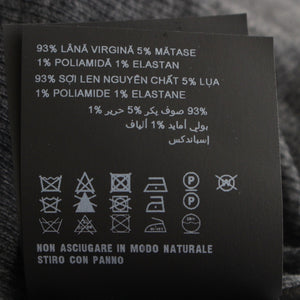 93% LÂNĂ VIRGINĂ 5% MĂTASE
1% POLIAMIDĂ 1% ELASTAN
93% SỢI LEN NGUYÊN CHẤT 5% LỤA
1% POLIAMIDE 1% ELASTANE
93% صوف بكر 5% حرير 1%
بولي أمايد 1% ألياف
إسباندكس
NON ASCIUGARE IN MODO NATURALE
STIRO CON PANNO